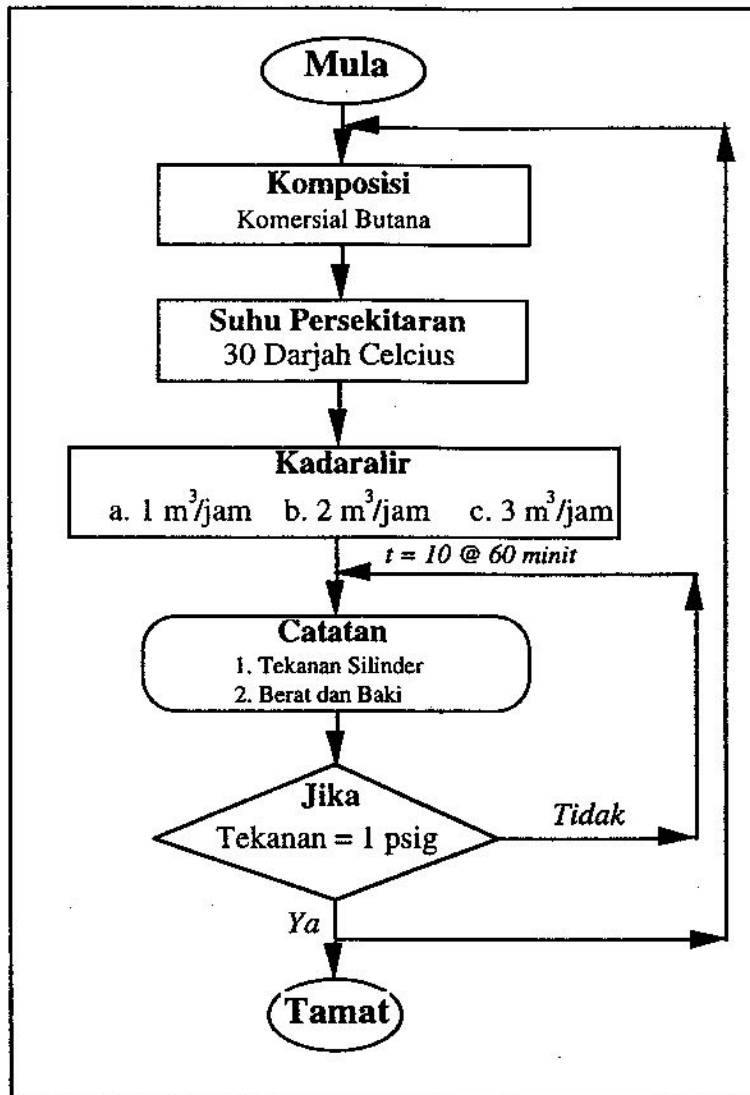 Mula
Komposisi
Komersial Butana
Suhu Persekitaran
30 Darjah Celcius
Kadaralir
a. 1 m³/jam b. 2 m³/jam c. 3 m³/jam
t = 10 @ 60 minit
Catatan
1. Tekanan Silinder
2. Berat dan Baki
Jika
Tekanan = 1 psig
Tidak
Ya
Tamat